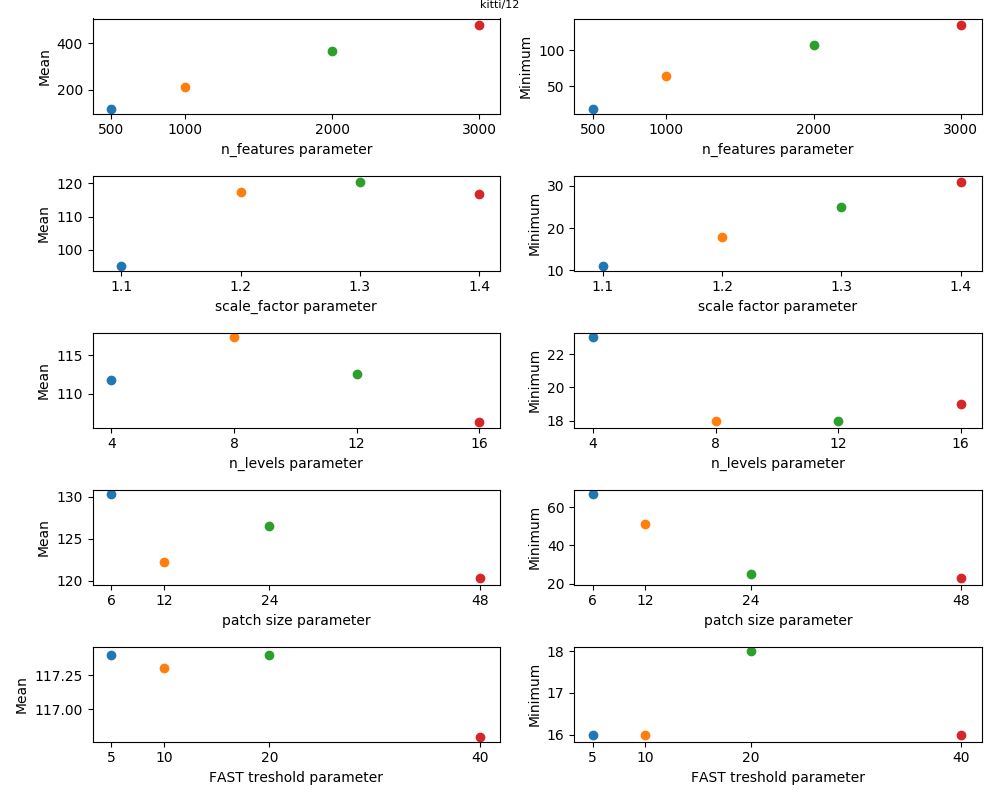 kitti/12
400
200
Mean
500 1000 2000 3000
n_features parameter
100
50
Minimum
500 1000 2000 3000
n_features parameter
120
110
100
Mean
1.1 1.2 1.3 1.4
scale_factor parameter
30
20
10
Minimum
1.1 1.2 1.3 1.4
scale factor parameter
115
110
Mean
4 8 12 16
n_levels parameter
22
20
18
Minimum
4 8 12 16
n_levels parameter
130
125
120
Mean
6 12 24 48
patch size parameter
60
40
20
Minimum
6 12 24 48
patch size parameter
117.25
117.00
Mean
5 10 20 40
FAST treshold parameter
18
17
16
Minimum
5 10 20 40
FAST treshold parameter